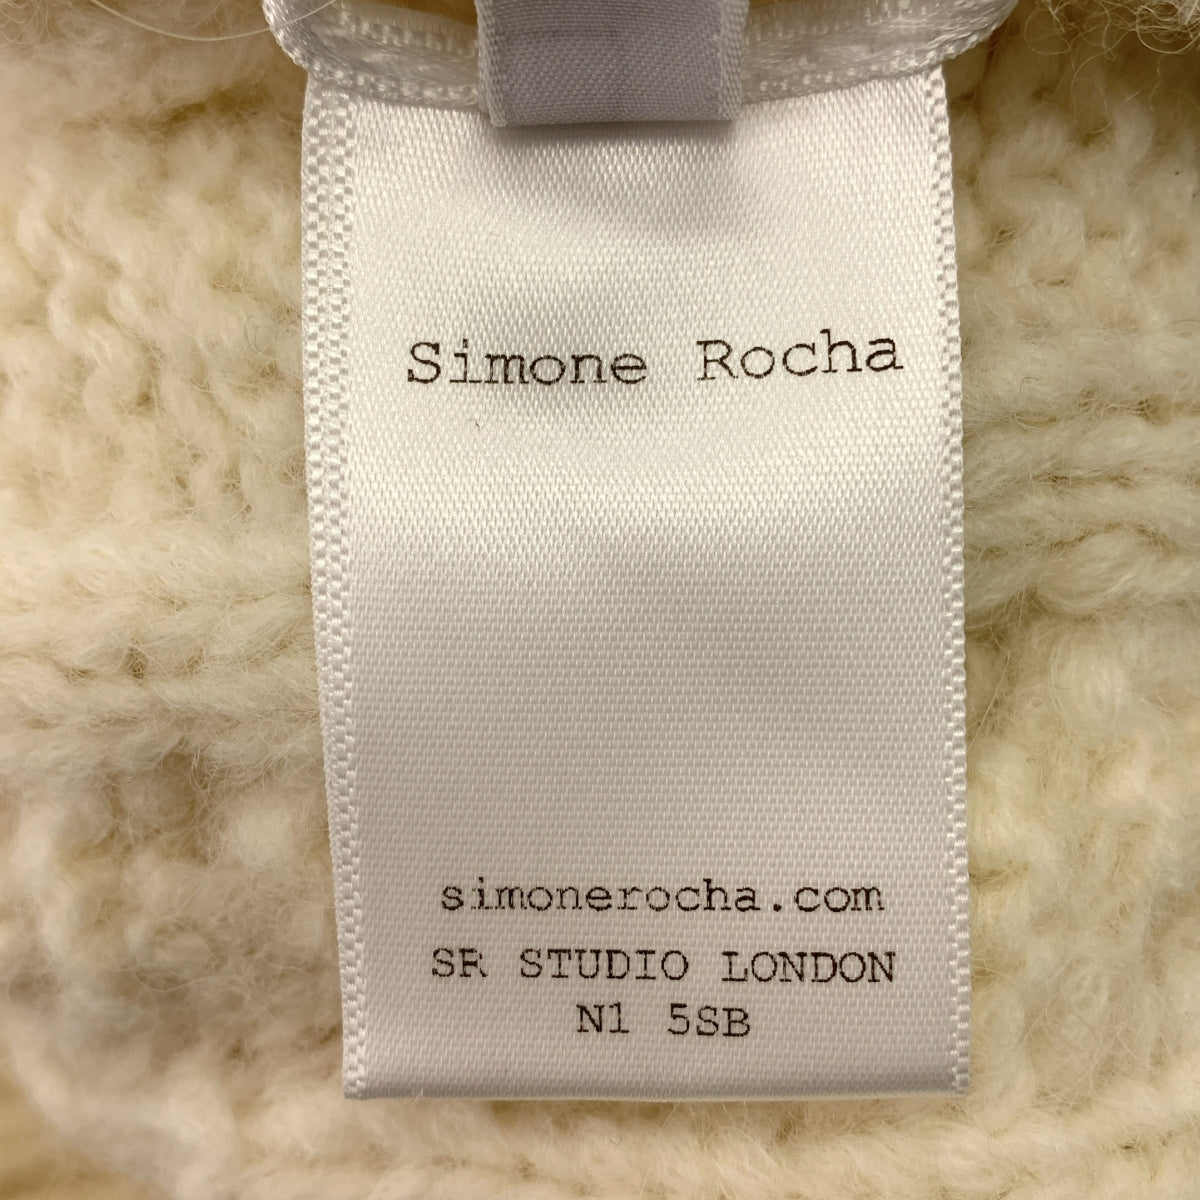 Simone Rocha
simonerocha.com
SR STUDIO LONDON
N1 5SB